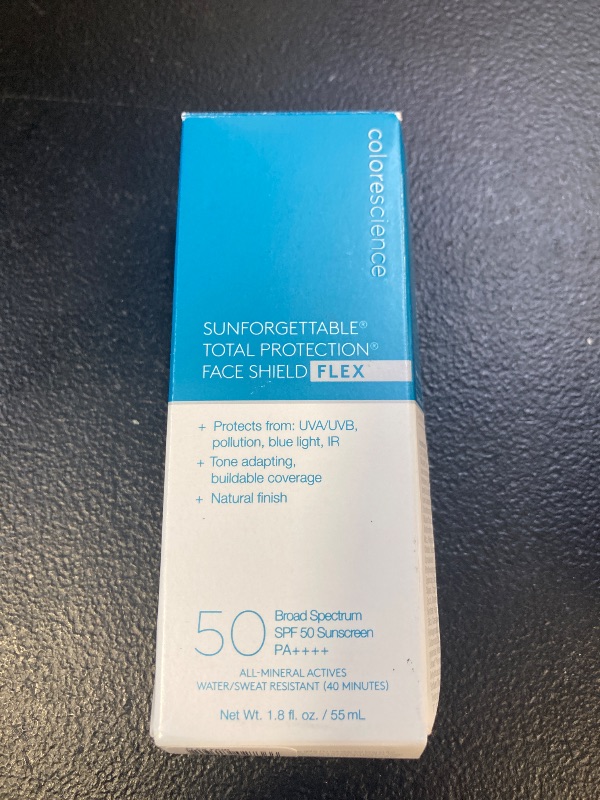 colorescience
SUNFORGETTABLE®
TOTAL PROTECTION®
FACE SHIELD FLEX
+ Protects from: UVA/UVB,
pollution, blue light, IR
+ Tone adapting,
buildable coverage
+ Natural finish
50
Broad Spectrum
SPF 50 Sunscreen
PA++++
ALL-MINERAL ACTIVES
WATER/SWEAT RESISTANT (40 MINUTES)
Net Wt. 1.8 fl. oz. / 55 mL